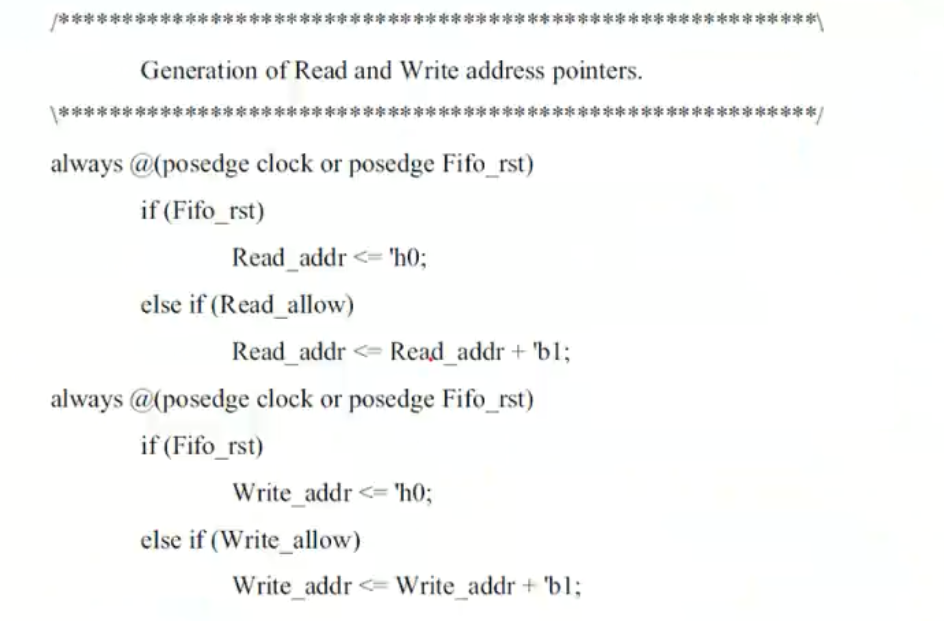 /************************************************************\
Generation of Read and Write address pointers.
\************************************************************/
always @(posedge clock or posedge Fifo_rst)
if (Fifo_rst)
Read_addr <= 'h0;
else if (Read_allow)
Read_addr <= Read_addr + 'b1;
always @(posedge clock or posedge Fifo_rst)
if (Fifo_rst)
Write_addr <= 'h0;
else if (Write_allow)
Write_addr <= Write_addr + 'b1;